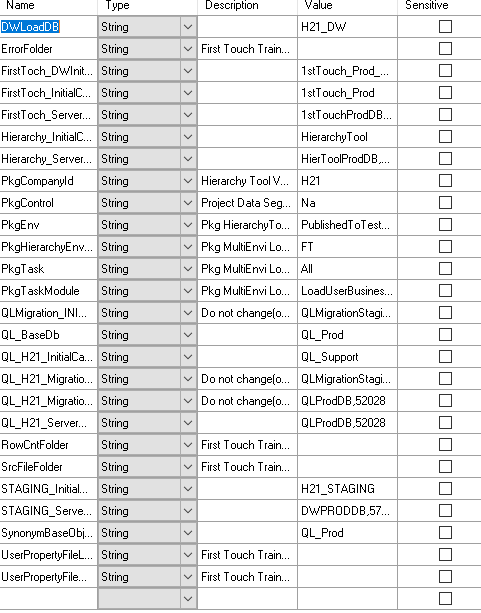 Name Type Description Value Sensitive
DWLoadDB String H21_DW
ErrorFolder String First Touch Train...
FirstToch_DWInit... String 1stTouch_Prod_...
FirstToch_InitialC... String 1stTouch_Prod
FirstToch_Server... String 1stTouchProdDB...
Hierarchy_InitialC... String HierarchyTool
Hierarchy_Server... String HierToolProdDB,...
PkgCompanyId String Hierarchy Tool V... H21
PkgControl String Project Data Seg... Na
PkgEnv String Pkg HierarchyTo... PublishedToTest...
PkgHierarchyEnv... String Pkg MultiEnvi Lo... FT
PkgTask String Pkg MultiEnvi Lo... All
PkgTaskModule String Pkg MultiEnvi Lo... LoadUserBusines...
QLMigration_INI... String Do not change(o... QLMigrationStagi...
QL_BaseDb String QL_Prod
QL_H21_InitialCa... String QL_Support
QL_H21_Migratio... String Do not change(o... QLMigrationStagi...
QL_H21_Migratio... String Do not change(o... QLProdDB,52028
QL_H21_Server... String QLProdDB,52028
RowCntFolder String First Touch Train...
SrcFileFolder String First Touch Train...
STAGING_Initial... String H21_STAGING
STAGING_Serve... String DWPRODDB,57...
SynonymBaseObj... String QL_Prod
UserPropertyFileL... String First Touch Train...
UserPropertyFile... String First Touch Train...